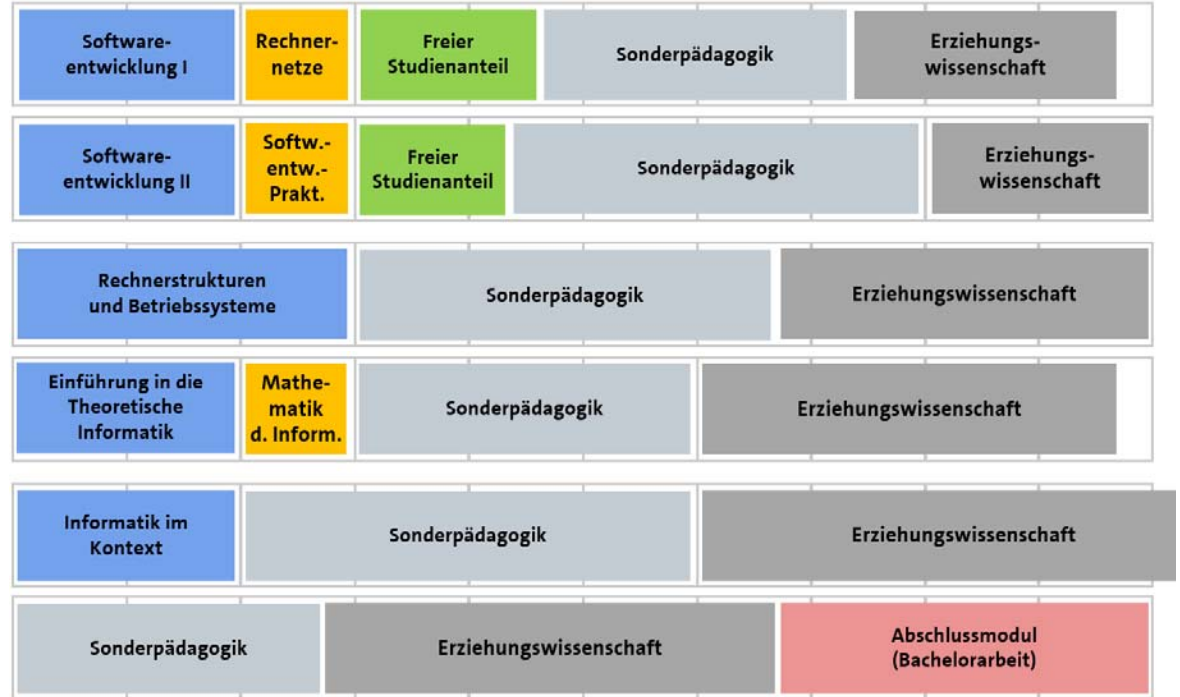 Software-
entwicklung I
Rechner-
netze
Freier
Studienanteil
Sonderpädagogik
Erziehungs-
wissenschaft
Software-
entwicklung II
Softw.-
entw.-
Prakt.
Freier
Studienanteil
Sonderpädagogik
Erziehungs-
wissenschaft
Rechnerstrukturen
und Betriebssysteme
Sonderpädagogik
Erziehungswissenschaft
Einführung in die
Theoretische
Informatik
Mathe-
matik
d. Inform.
Sonderpädagogik
Erziehungswissenschaft
Informatik im
Kontext
Sonderpädagogik
Erziehungswissenschaft
Sonderpädagogik
Erziehungswissenschaft
Abschlussmodul
(Bachelorarbeit)